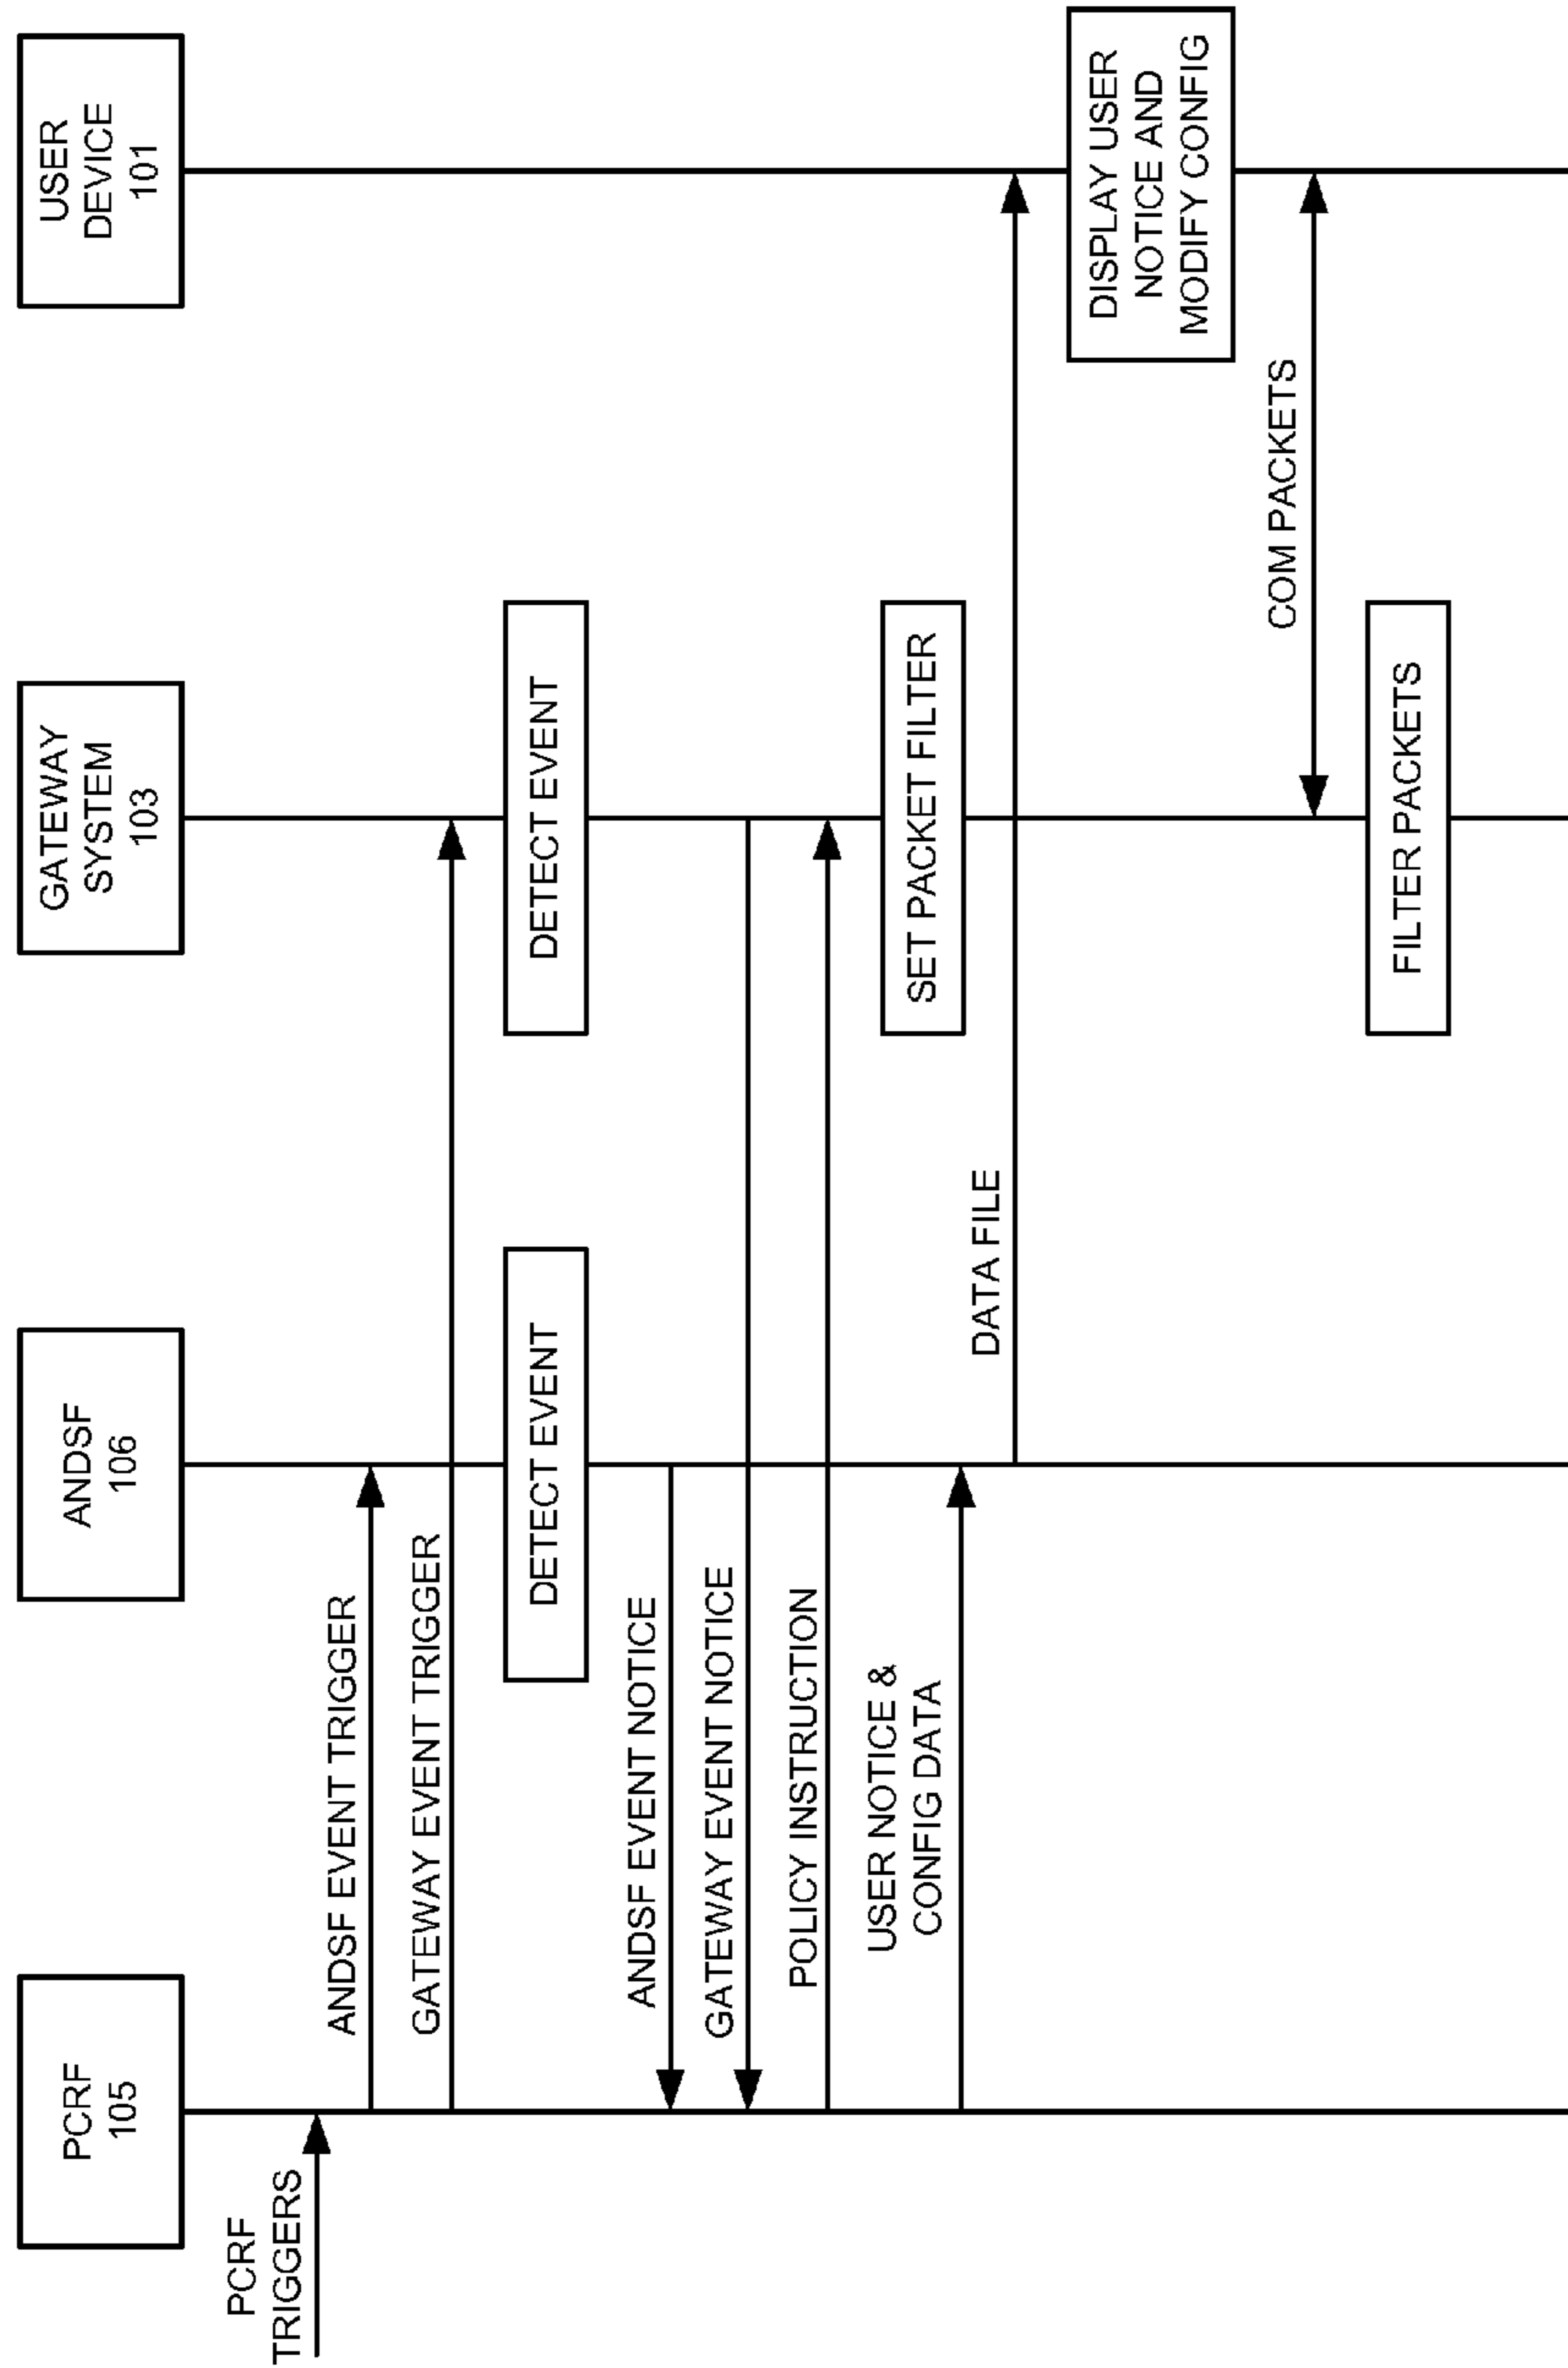 PCRF
105
ANDSF
106
GATEWAY
SYSTEM
103
USER
DEVICE
101
PCRF
TRIGGERS
ANDSF EVENT TRIGGER
GATEWAY EVENT TRIGGER
DETECT EVENT
DETECT EVENT
ANDSF EVENT NOTICE
GATEWAY EVENT NOTICE
POLICY INSTRUCTION
SET PACKET FILTER
USER NOTICE &
CONFIG DATA
DATA FILE
DISPLAY USER
NOTICE AND
MODIFY CONFIG
COM PACKETS
FILTER PACKETS